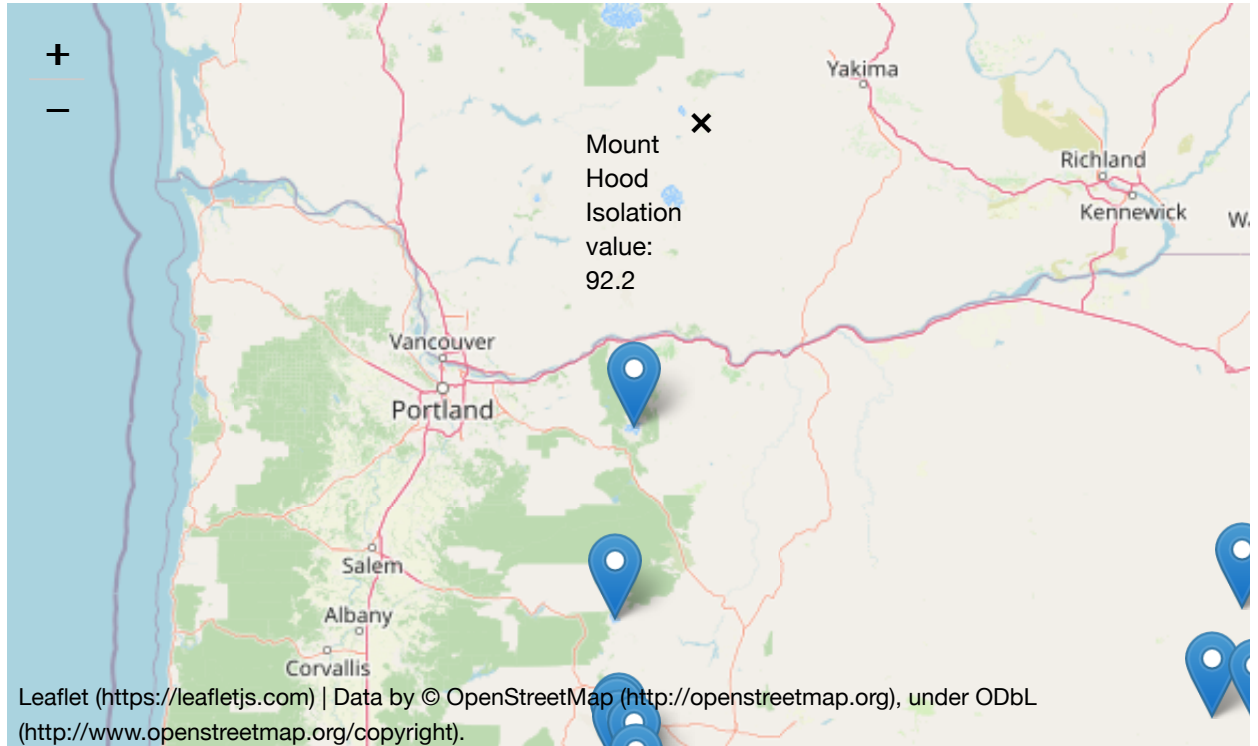 +
−
Yakima
×
Mount
Hood
Isolation
value:
92.2
Richland
Kennewick
Vancouver
Portland
Salem
Albany
Corvallis
Leaflet (https://leafletjs.com) | Data by © OpenStreetMap (http://openstreetmap.org), under ODbL
(http://www.openstreetmap.org/copyright).